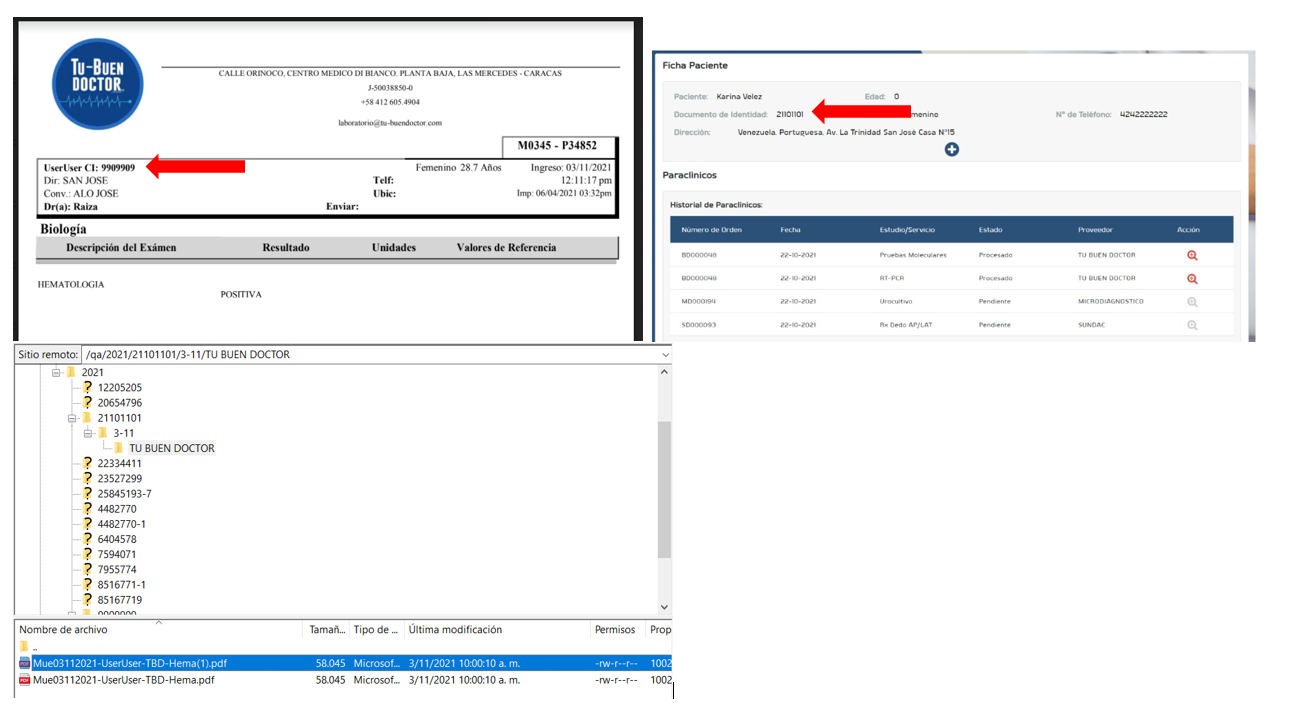 TU-BUEN
DOCTOR
CALLE ORINOCO, CENTRO MEDICO DI BIANCO. PLANTA BAJA, LAS MERCEDES - CARACAS
J-50038850-0
+58 412 605.4904
laboratorio@tu-buendoctor.com
M0345 - P34852
UserUser CI: 9909909 Femenino 28.7 Años Ingreso: 03/11/2021
Dir: SAN JOSE Telf: 12:11:17 pm
Conv.: ALO JOSE Ubic: Imp: 06/04/2021 03:32pm
Dr(a): Raiza Enviar:
Biología
Descripción del Exámen Resultado Unidades Valores de Referencia
HEMATOLOGIA
POSITIVA
Ficha Paciente
Paciente: Karina Velez Edad: 0
Documento de Identidad: 21101101 menino N° de Teléfono: 4242222222
Dirección: Venezuela. Portuguesa. Av. La Trinidad San José Casa N°15
Paraclínicos
Historial de Paraclínicos:
Número de Orden Fecha Estudio/Servicio Estado Proveedor Acción
BD000048 22-10-2021 Pruebas Moleculares Procesado TU BUEN DOCTOR
BD000048 22-10-2021 RT-PCR Procesado TU BUEN DOCTOR
MD000194 22-10-2021 Urocultivo Pendiente MICRODIAGNOSTICO
SD000093 22-10-2021 Rx Dedo AP/LAT Pendiente SUNDAC
Sitio remoto: /qa/2021/21101101/3-11/TU BUEN DOCTOR
2021
12205205
20654796
21101101
3-11
TU BUEN DOCTOR
22334411
23527299
25845193-7
4482770
4482770-1
6404578
7594071
7955774
8516771-1
85167719
Nombre de archivo Tamañ... Tipo de ... Última modificación Permisos Prop
..
Mue03112021-UserUser-TBD-Hema(1).pdf 58.045 Microsof... 3/11/2021 10:00:10 a. m. -rw-r--r-- 1002
Mue03112021-UserUser-TBD-Hema.pdf 58.045 Microsof... 3/11/2021 10:00:10 a. m. -rw-r--r-- 1002